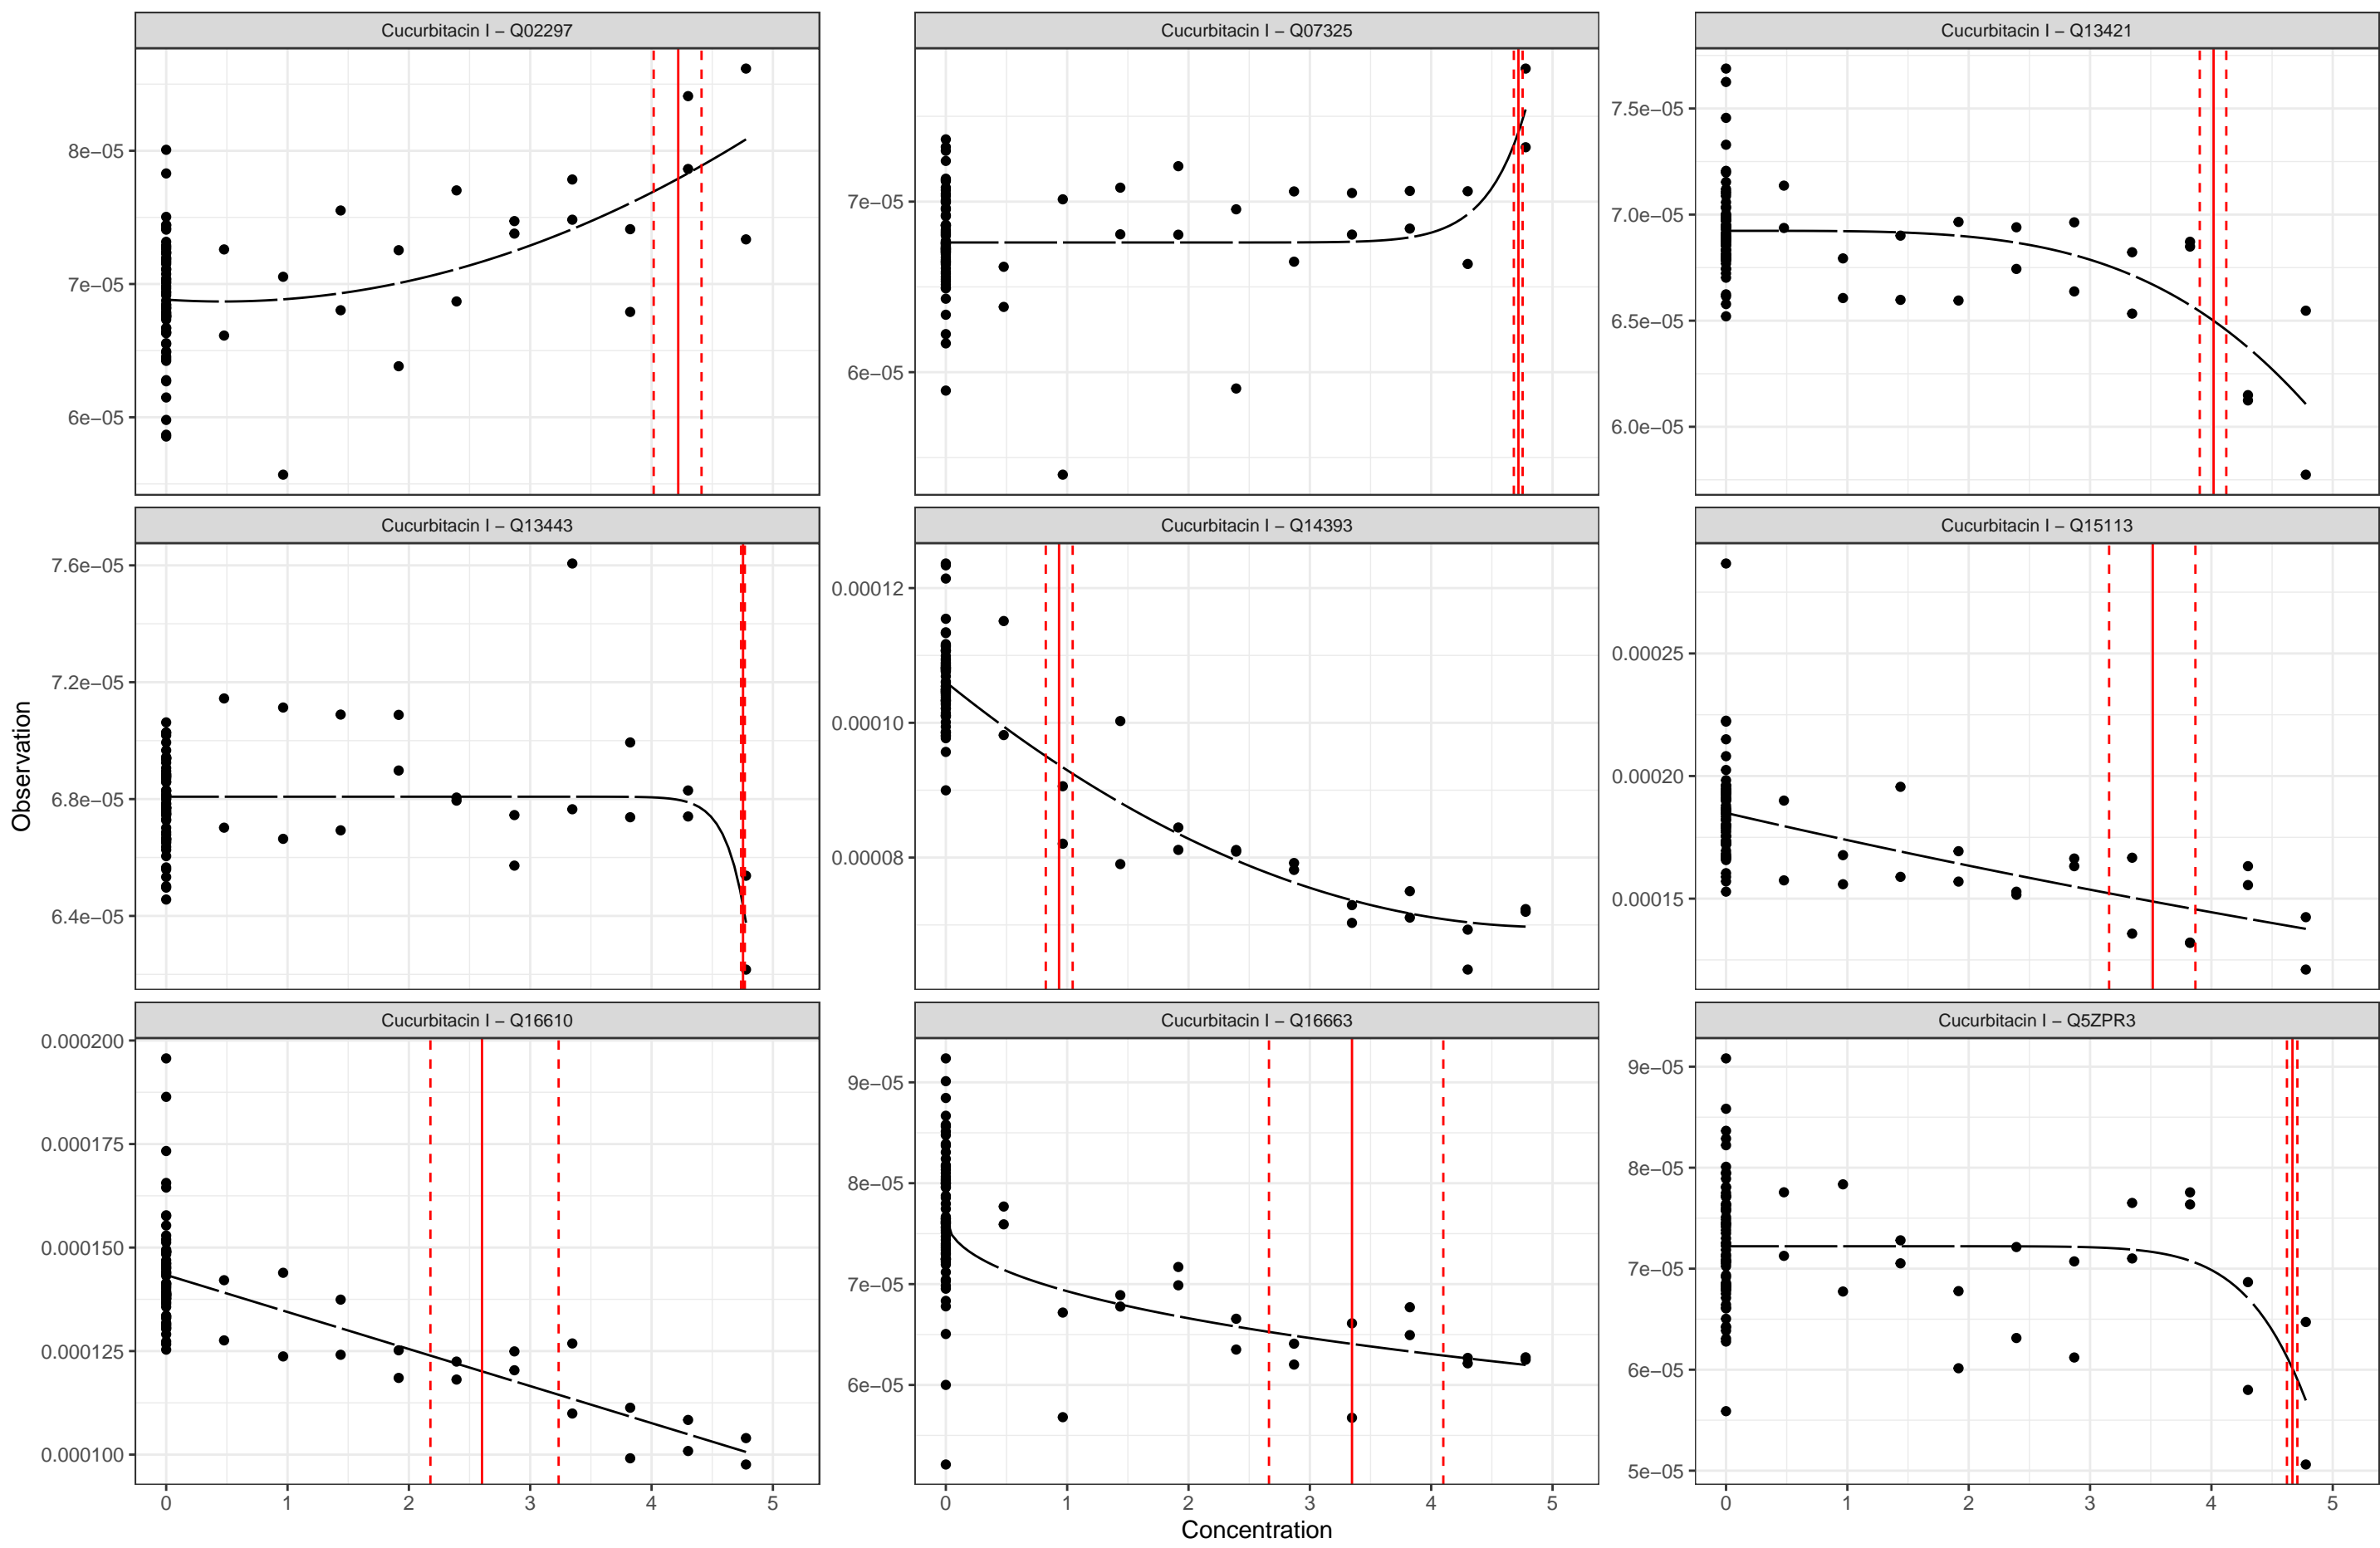 Cucurbitacin I – Q02297
Cucurbitacin I – Q07325
Cucurbitacin I – Q13421
8e−05
7e−05
6e−05
7e−05
6e−05
7.5e−05
7.0e−05
6.5e−05
6.0e−05
Cucurbitacin I – Q13443
Cucurbitacin I – Q14393
Cucurbitacin I – Q15113
7.6e−05
7.2e−05
6.8e−05
6.4e−05
0.00012
0.00010
0.00008
0.00025
0.00020
0.00015
Observation
Cucurbitacin I – Q16610
Cucurbitacin I – Q16663
Cucurbitacin I – Q5ZPR3
0.000200
0.000175
0.000150
0.000125
0.000100
9e−05
8e−05
7e−05
6e−05
9e−05
8e−05
7e−05
6e−05
5e−05
0 1 2 3 4 5
0 1 2 3 4 5
0 1 2 3 4 5
Concentration